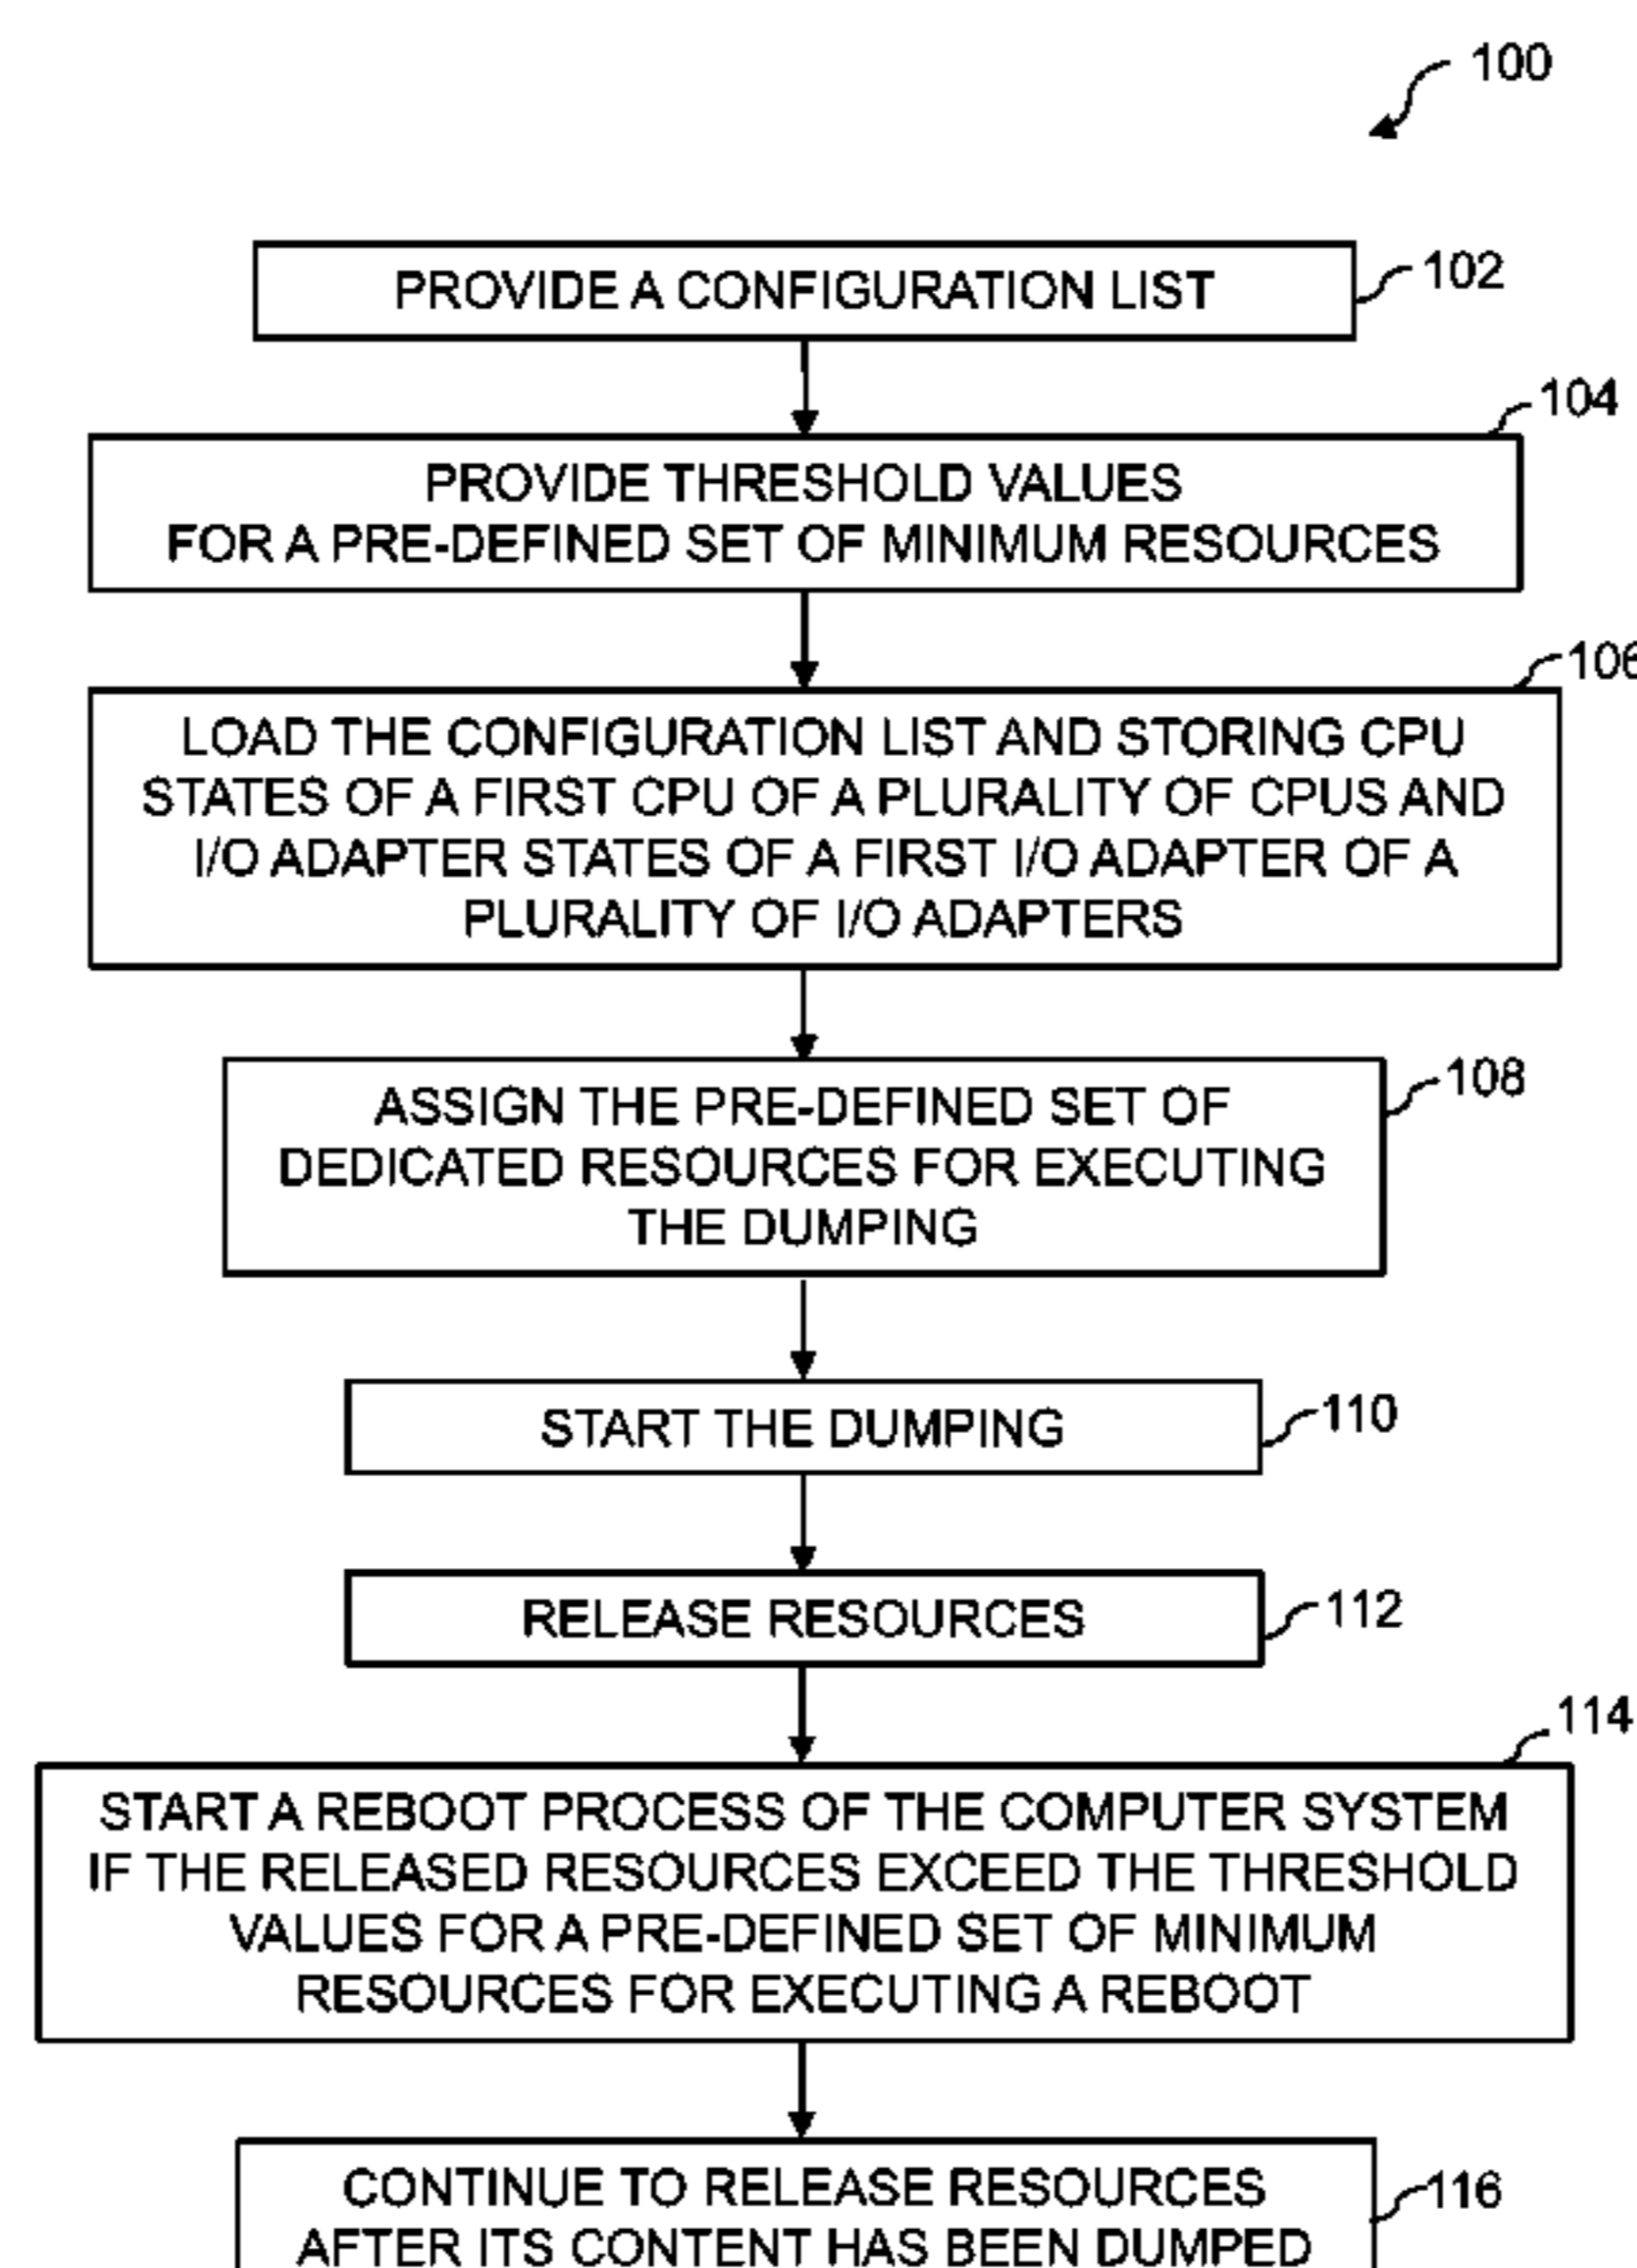 100
PROVIDE A CONFIGURATION LIST
102
104
PROVIDE THRESHOLD VALUES
FOR A PRE-DEFINED SET OF MINIMUM RESOURCES
106
LOAD THE CONFIGURATION LIST AND STORING CPU
STATES OF A FIRST CPU OF A PLURALITY OF CPUS AND
I/O ADAPTER STATES OF A FIRST I/O ADAPTER OF A
PLURALITY OF I/O ADAPTERS
108
ASSIGN THE PRE-DEFINED SET OF
DEDICATED RESOURCES FOR EXECUTING
THE DUMPING
START THE DUMPING
110
RELEASE RESOURCES
112
114
START A REBOOT PROCESS OF THE COMPUTER SYSTEM
IF THE RELEASED RESOURCES EXCEED THE THRESHOLD
VALUES FOR A PRE-DEFINED SET OF MINIMUM
RESOURCES FOR EXECUTING A REBOOT
CONTINUE TO RELEASE RESOURCES
116
AFTER ITS CONTENT HAS BEEN DUMPED